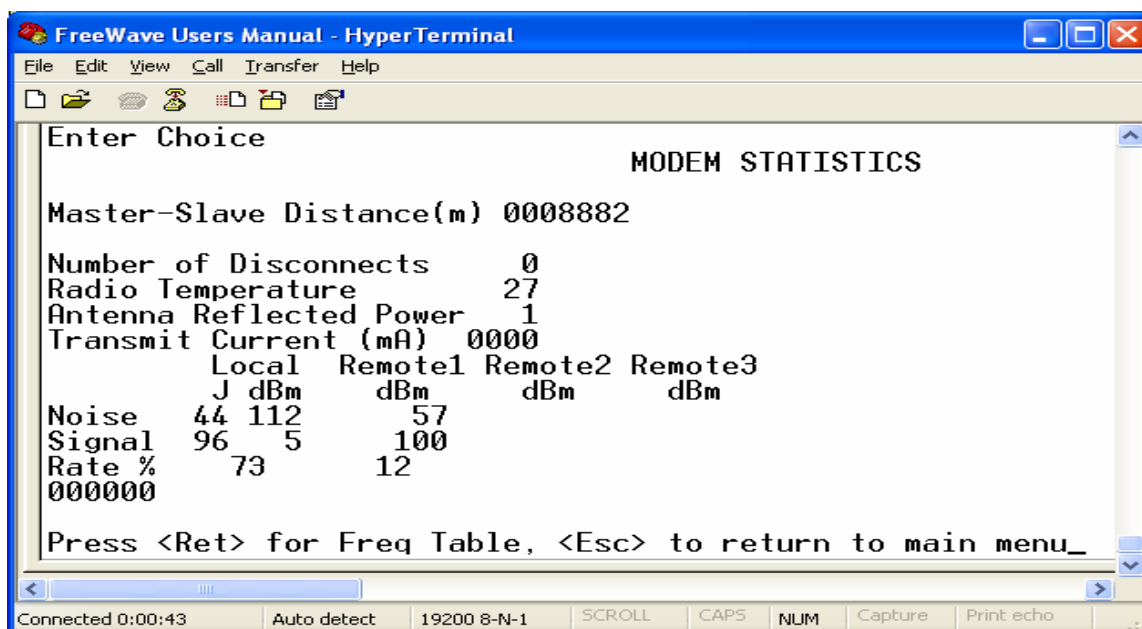 FreeWave Users Manual - HyperTerminal
File Edit View Call Transfer Help
Enter Choice
MODEM STATISTICS
Master-Slave Distance(m) 0008882
Number of Disconnects 0
Radio Temperature 27
Antenna Reflected Power 1
Transmit Current (mA) 0000
Local Remote1 Remote2 Remote3
J dBm dBm dBm dBm
Noise 44 112 57
Signal 96 5 100
Rate % 73 12
000000
Press <Ret> for Freq Table, <Esc> to return to main menu_
Connected 0:00:43 Auto detect 19200 8-N-1 SCROLL CAPS NUM Capture Print echo